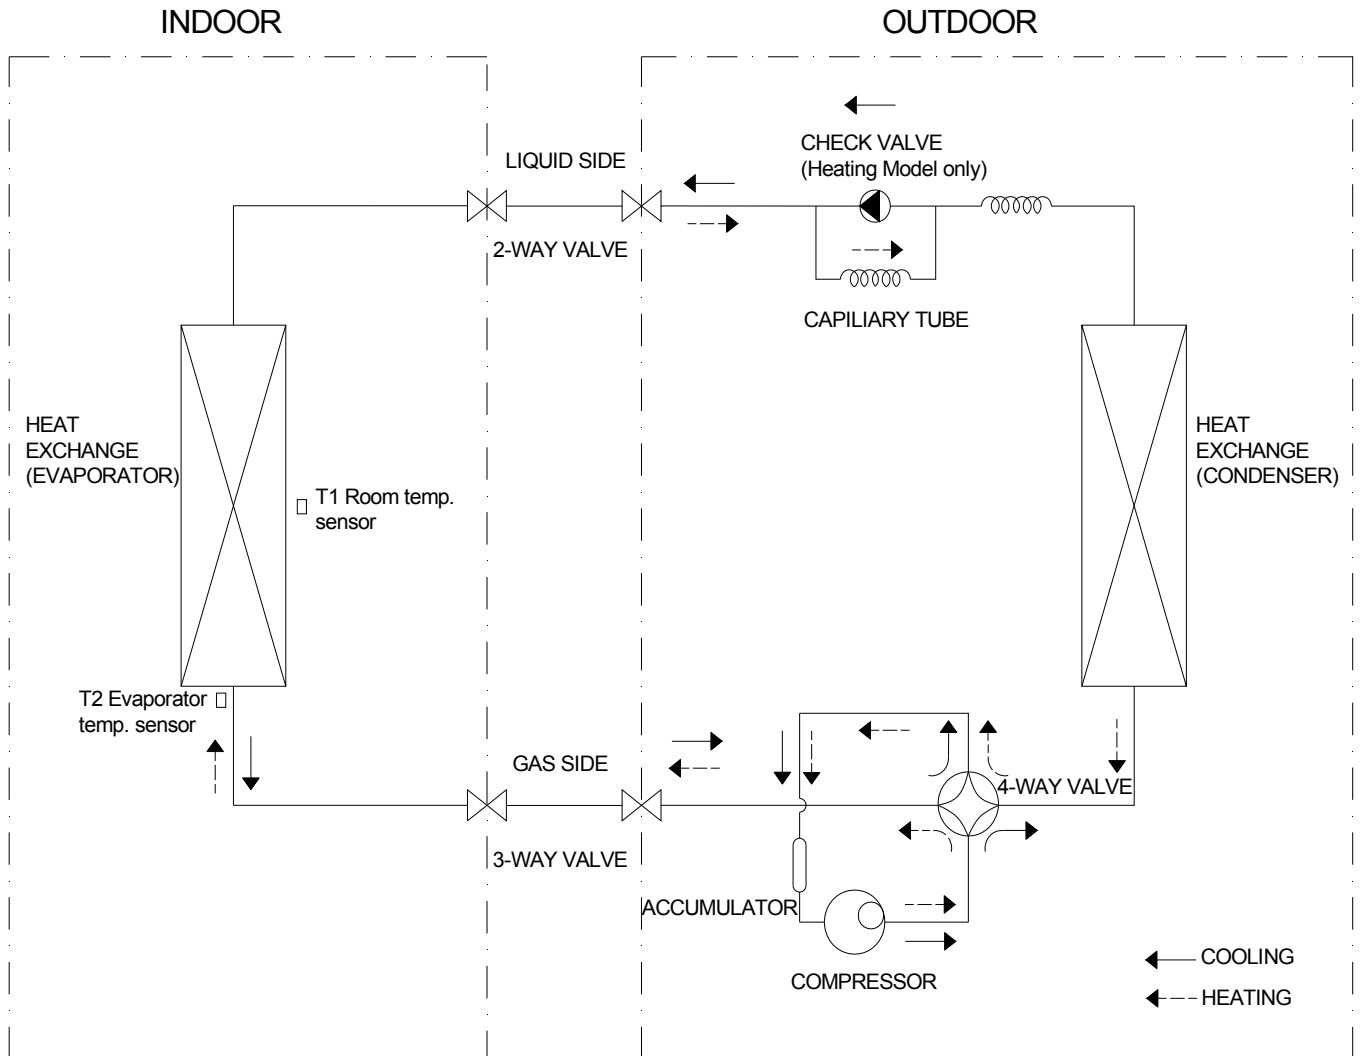 INDOOR
OUTDOOR
CHECK VALVE
(Heating Model only)
LIQUID SIDE
2-WAY VALVE
CAPILIARY TUBE
HEAT
EXCHANGE
(EVAPORATOR)
T1 Room temp.
sensor
HEAT
EXCHANGE
(CONDENSER)
T2 Evaporator
temp. sensor
GAS SIDE
4-WAY VALVE
3-WAY VALVE
ACCUMULATOR
COMPRESSOR
COOLING
HEATING